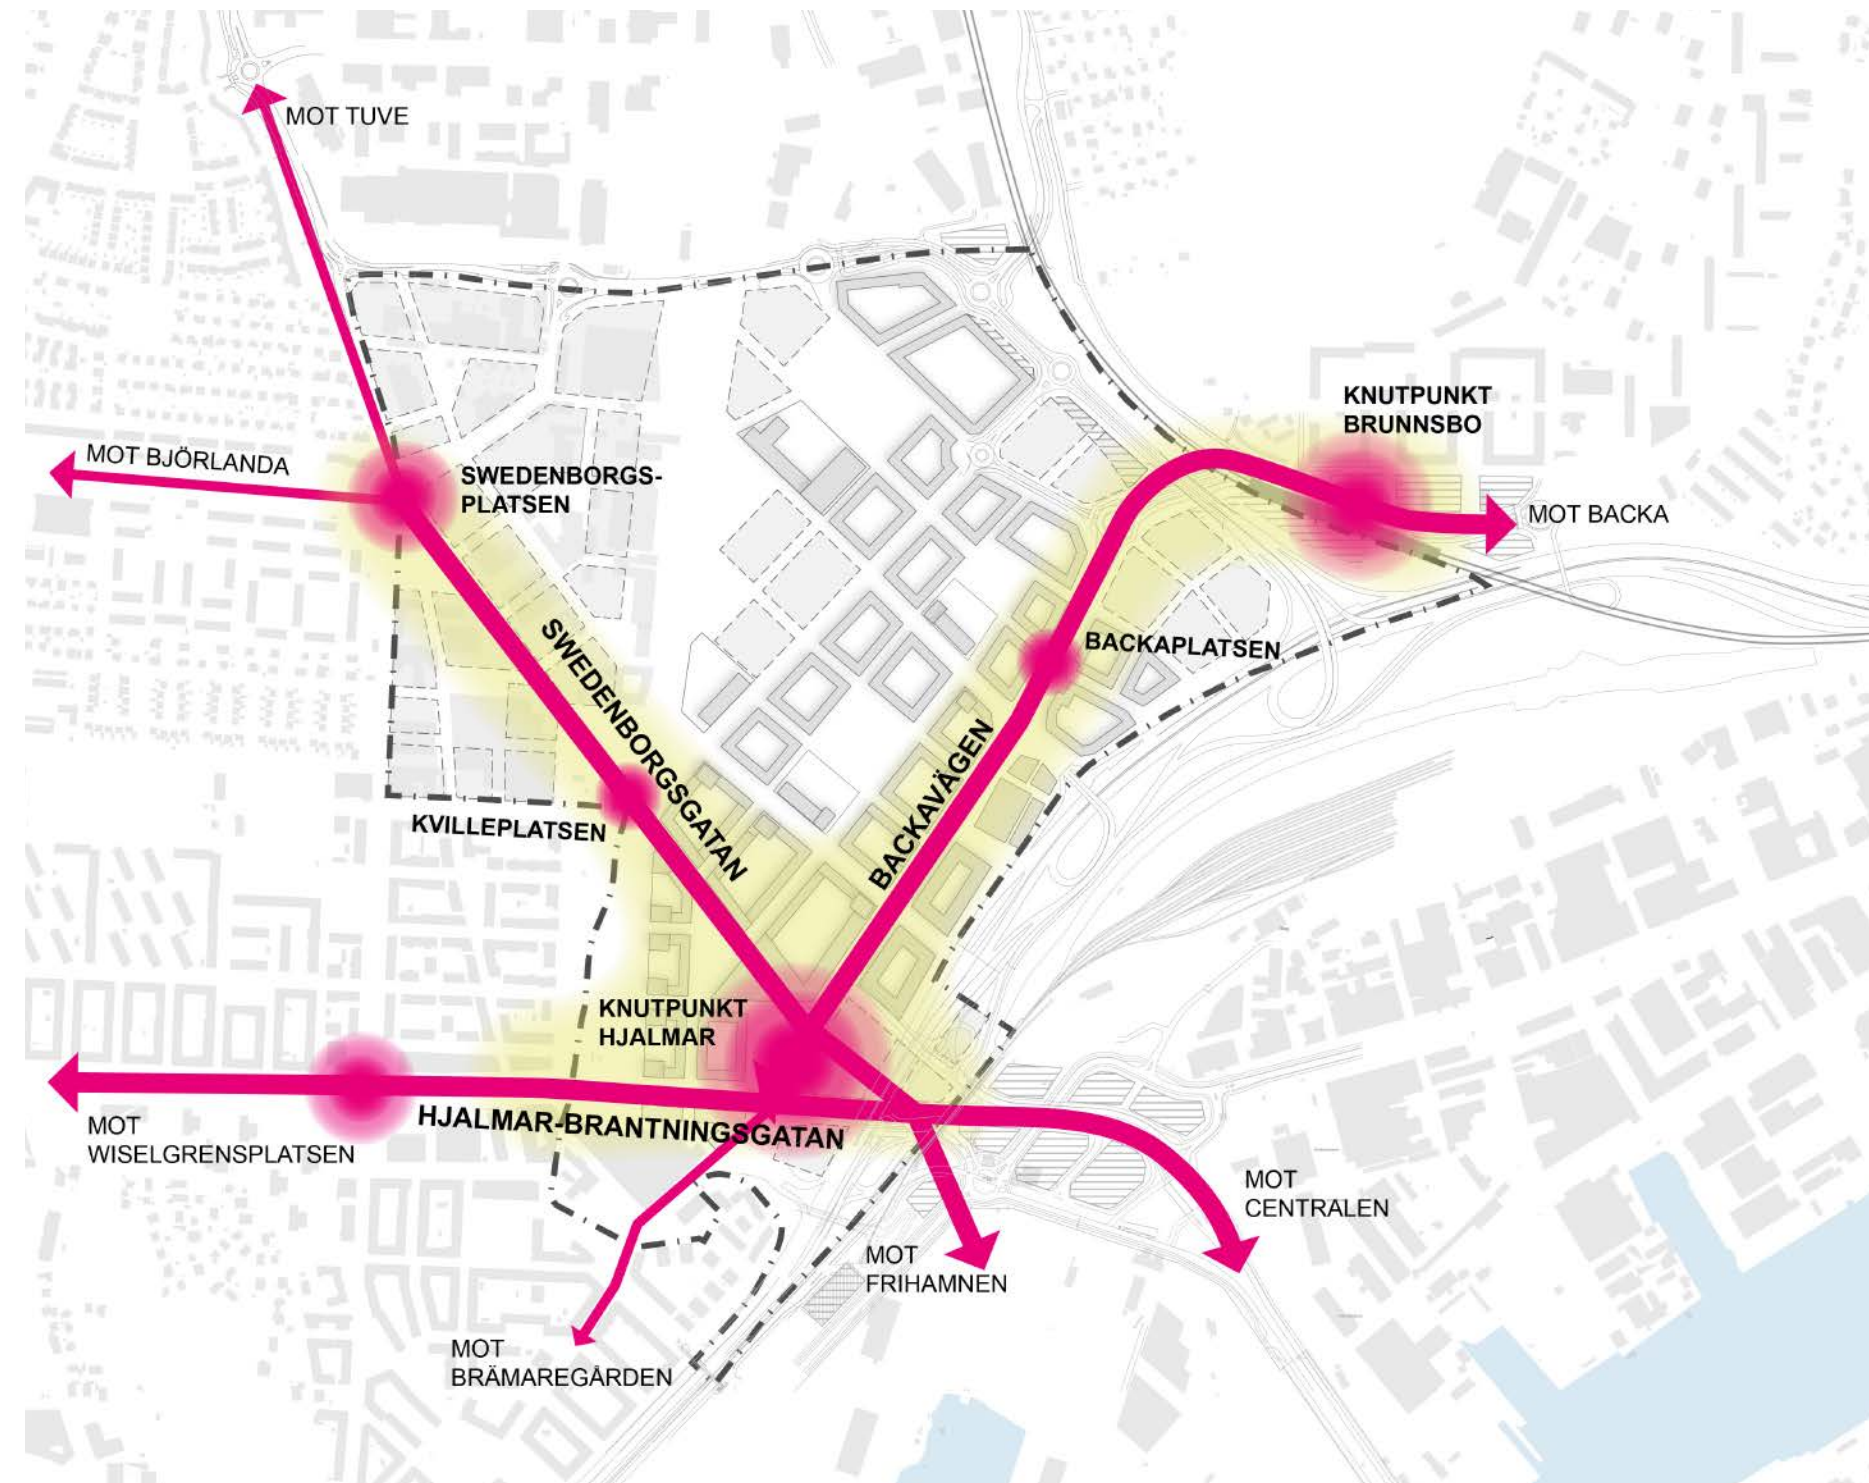 MOT TUVE
KNUTPUNKT
BRUNNSBO
MOT BJÖRLANDA
SWEDENBORGS-
PLATSEN
MOT BACKA
BACKAPLATSEN
SWEDENBORGSGATAN
BACKAVÄGEN
KVILLEPLATSEN
KNUTPUNKT
HJALMAR
HJALMAR-BRANTNINGSGATAN
MOT
WISELGRENSPLATSEN
MOT
CENTRALEN
MOT
FRIHAMNEN
MOT
BRÄMAREGÅRDEN